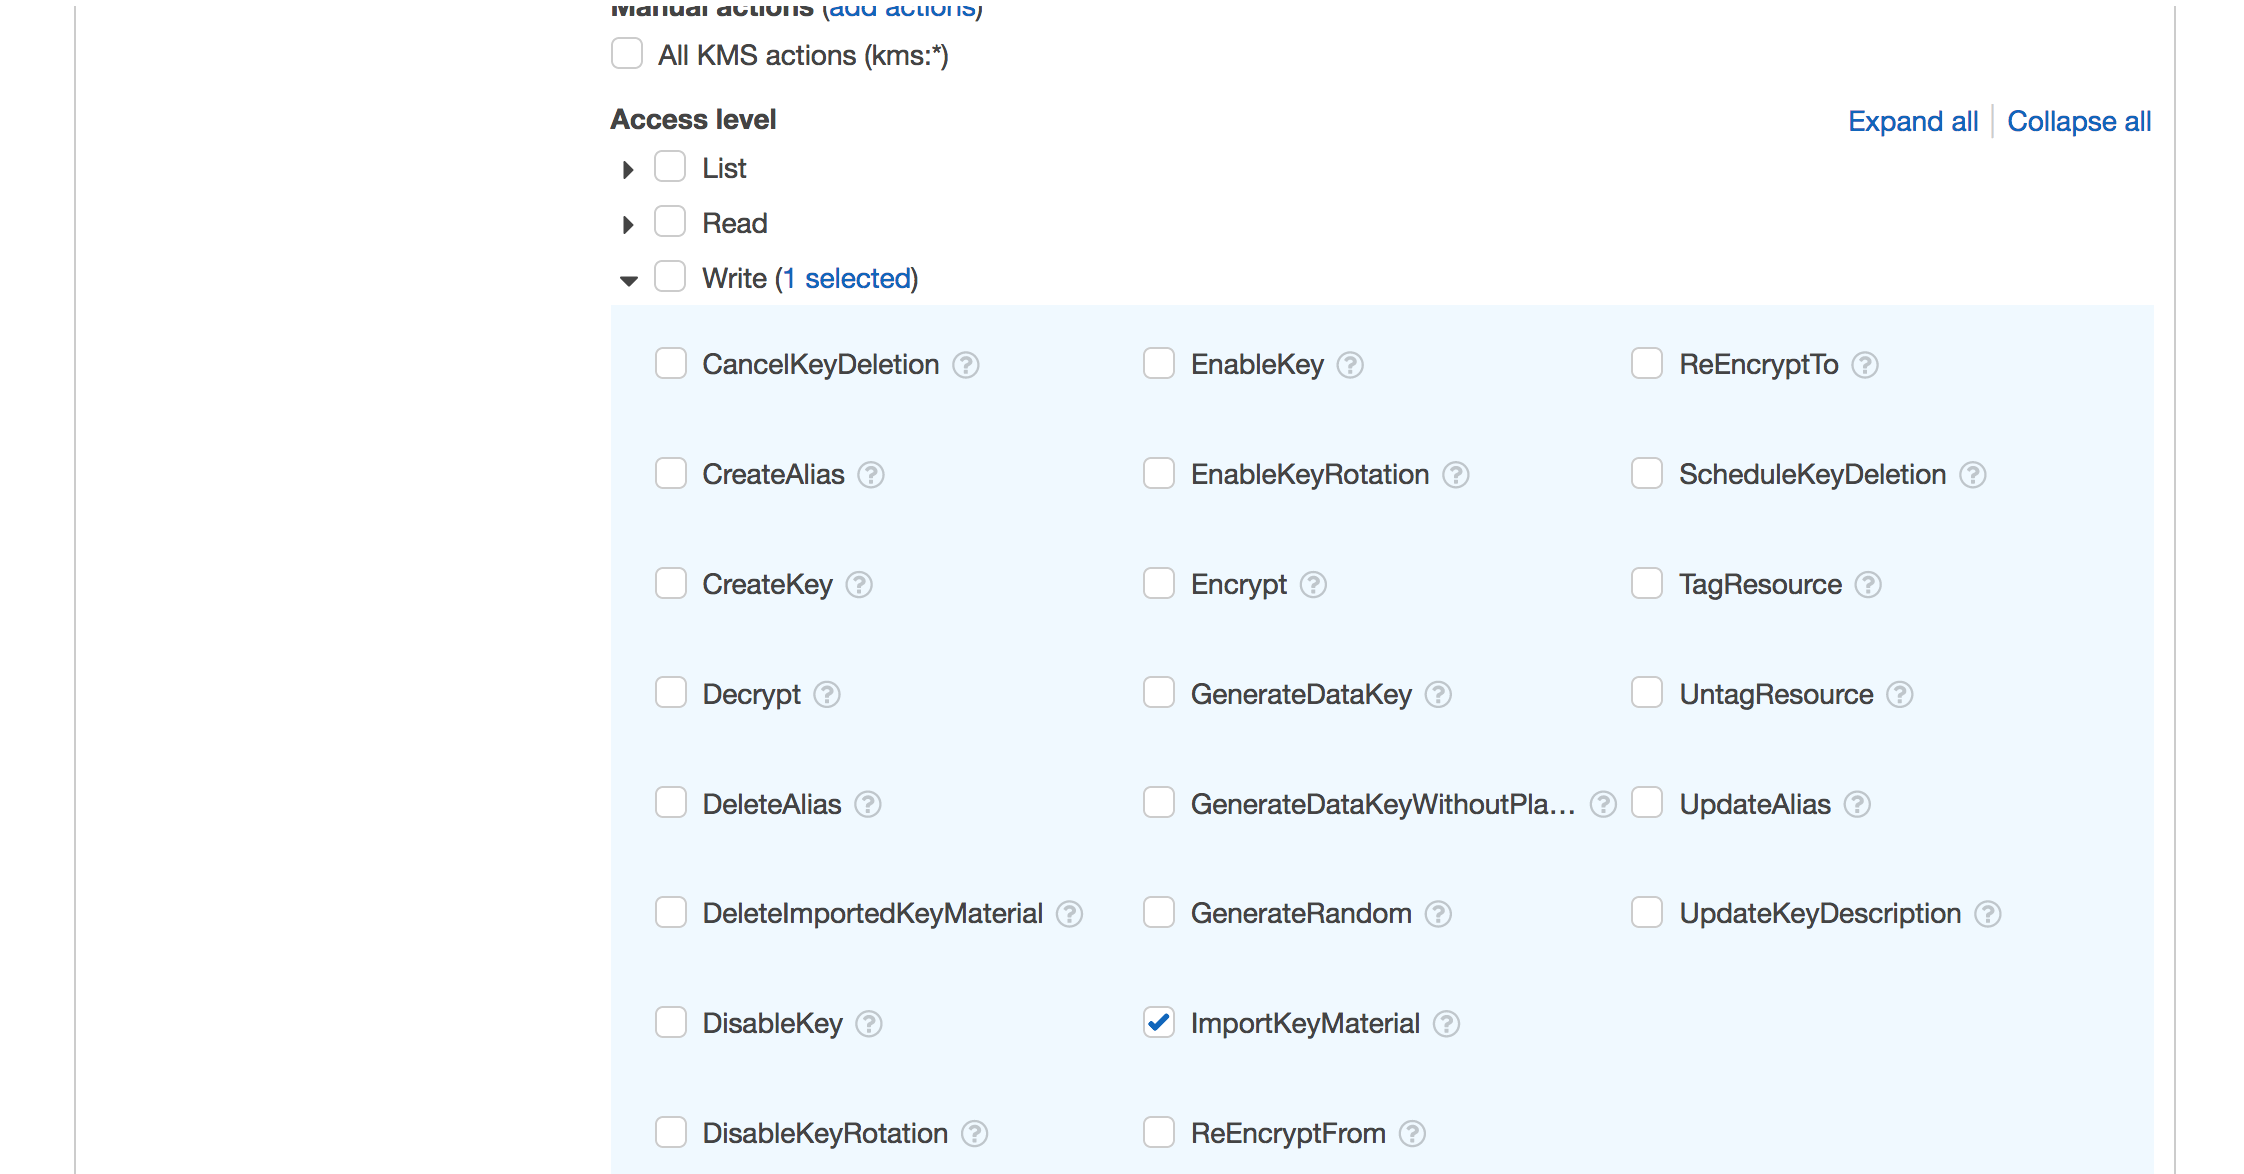 Manual actions (add actions)
All KMS actions (kms:*)
Access level
Expand all
Collapse all
List
Read
Write (1 selected)
CancelKeyDeletion
EnableKey
ReEncryptTo
CreateAlias
EnableKeyRotation
ScheduleKeyDeletion
CreateKey
Encrypt
TagResource
Decrypt
GenerateDataKey
UntagResource
DeleteAlias
GenerateDataKeyWithoutPla...
UpdateAlias
DeleteImportedKeyMaterial
GenerateRandom
UpdateKeyDescription
DisableKey
ImportKeyMaterial
DisableKeyRotation
ReEncryptFrom